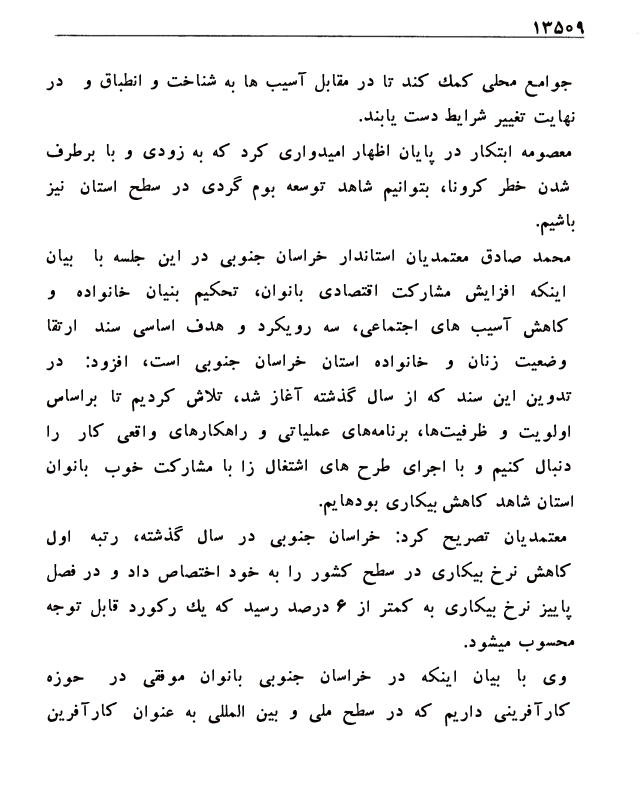 ۱۳۵۰۹
جوامع محلی كمك كند تا در مقابل آسیب ها به شناخت و انطباق و در
نهایت تغییر شرایط دست یابند.
معصومه ابتکار در پایان اظهار امیدواری کرد که به زودی و با برطرف
شدن خطر کرونا، بتوانیم شاهد توسعه بوم گردی در سطح استان نیز
باشیم.
محمد صادق معتمدیان استاندار خراسان جنوبی در این جلسه با بیان
اینکه افزایش مشارکت اقتصادی بانوان، تحکیم بنیان خانواده و
کاهش آسیب های اجتماعی، سه رویکرد و هدف اساسی سند ارتقا
وضعیت زنان و خانواده استان خراسان جنوبی است، افزود: در
تدوین این سند که از سال گذشته آغاز شد، تلاش کردیم تا براساس
اولویت و ظرفیت‌ها، برنامه‌های عملیاتی و راهکارهای واقعی کار را
دنبال کنیم و با اجرای طرح های اشتغال زا با مشارکت خوب بانوان
استان شاهد کاهش بیکاری بودهایم.
معتمدیان تصریح کرد: خراسان جنوبی در سال گذشته، رتبه اول
کاهش نرخ بیکاری در سطح کشور را به خود اختصاص داد و در فصل
پاییز نرخ بیکاری به کمتر از ۶ درصد رسید که يك رکورد قابل توجه
محسوب میشود.
وی با بیان اینکه در خراسان جنوبی بانوان موفقی در حوزه
کارآفرینی داریم که در سطح ملی و بین المللی به عنوان کارآفرین